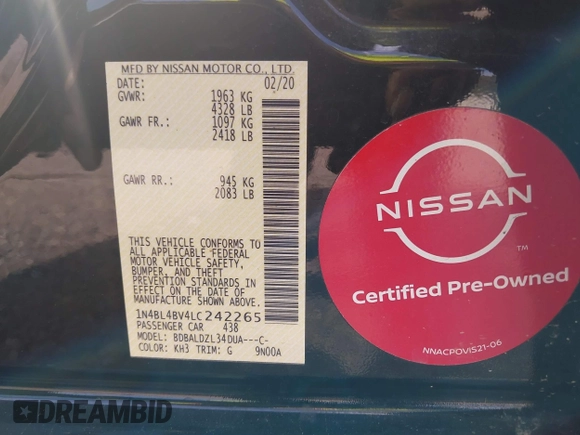 MFD BY NISSAN MOTOR CO., LTD.
DATE: 02/20
GVWR: 1963 KG
4328 LB
GAWR FR.: 1097 KG
2418 LB
GAWR RR.: 945 KG
2083 LB
THIS VEHICLE CONFORMS TO
ALL APPLICABLE FEDERAL
MOTOR VEHICLE SAFETY,
BUMPER, AND THEFT
PREVENTION STANDARDS IN
EFFECT ON THE DATE OF
MANUFACTURE SHOWN ABOVE.
1N4BL4BV4LC242265
PASSENGER CAR 438
MODEL: BDBALDZL34DUA---C-
COLOR: KH3 TRIM: G 9N00A
NISSAN
TM
Certified Pre-Owned
NNACPOVIS21-06
DREAMBID